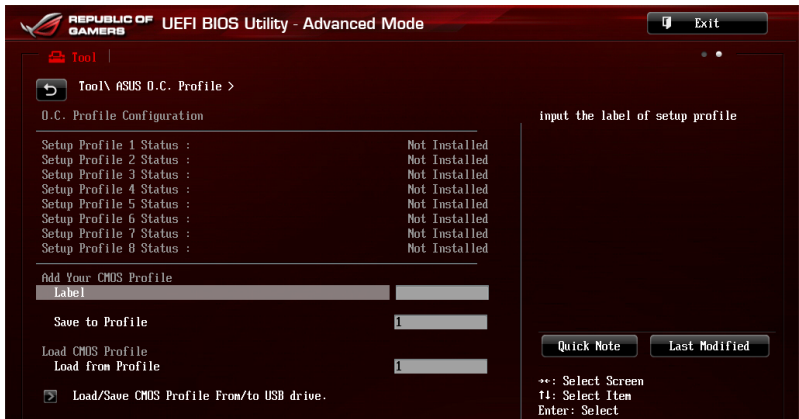 REPUBLIC OF GAMERS UEFI BIOS Utility - Advanced Mode
Exit
Tool
Tool\ ASUS O.C. Profile >
O.C. Profile Configuration
Setup Profile 1 Status : Not Installed
Setup Profile 2 Status : Not Installed
Setup Profile 3 Status : Not Installed
Setup Profile 4 Status : Not Installed
Setup Profile 5 Status : Not Installed
Setup Profile 6 Status : Not Installed
Setup Profile 7 Status : Not Installed
Setup Profile 8 Status : Not Installed
Add Your CMOS Profile
Label
Save to Profile 1
Load CMOS Profile
Load from Profile 1
Load/Save CMOS Profile From/to USB drive.
input the label of setup profile
Quick Note Last Modified
→←: Select Screen
↑↓: Select Item
Enter: Select